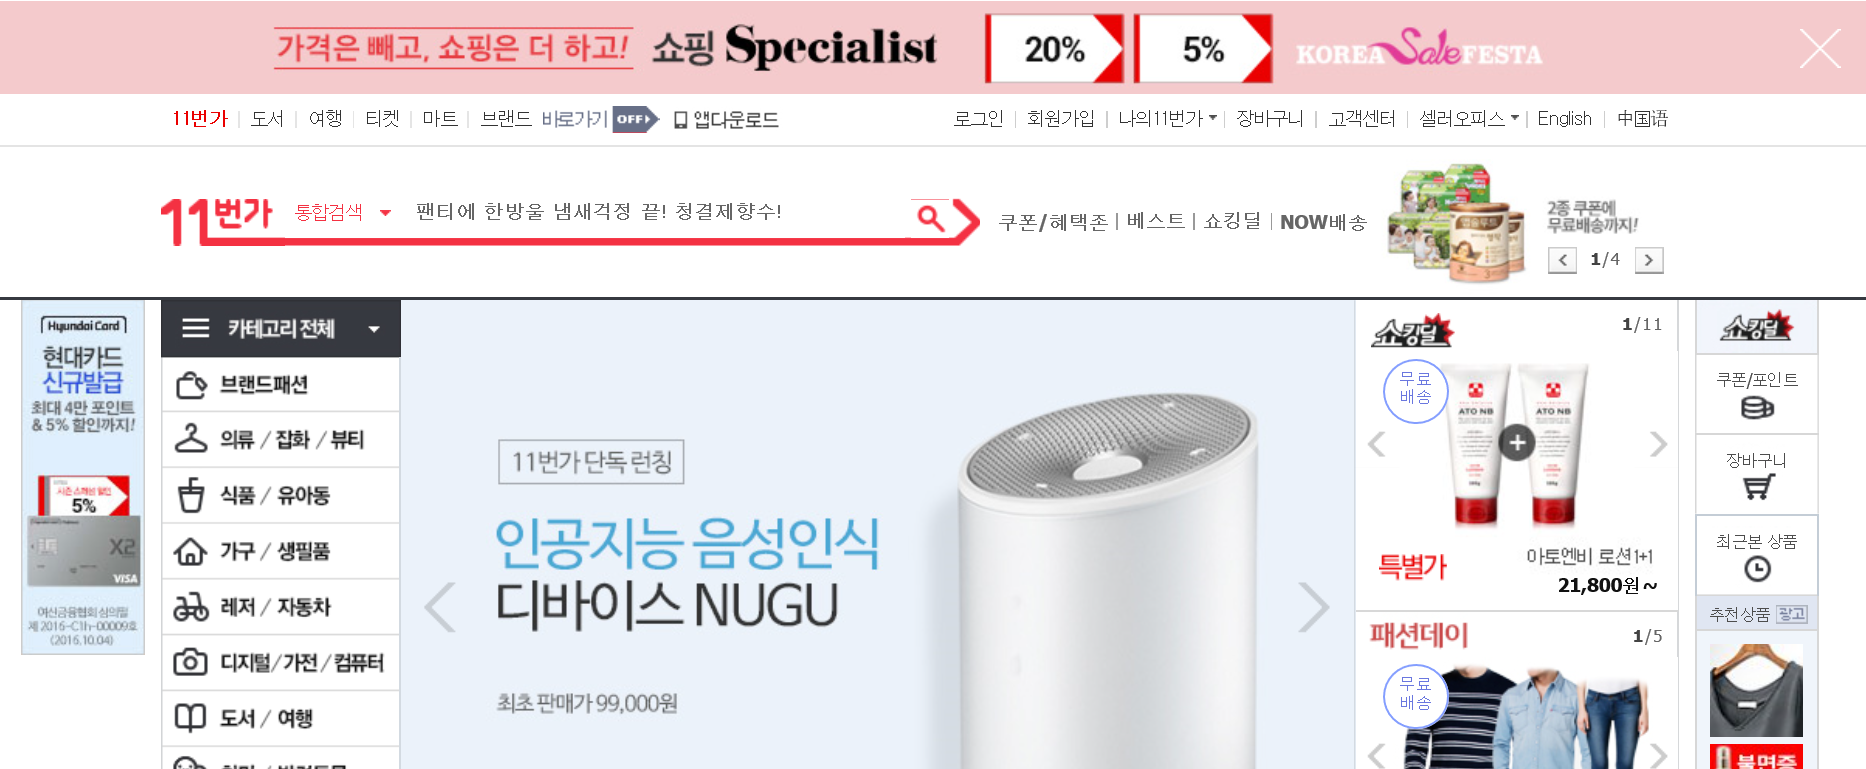 가격은 빼고, 쇼핑은 더 하고! 쇼핑 Specialist 20% 5% KOREA Sale FESTA
11번가 도서 여행 티켓 마트 브랜드 바로가기 OFF 앱다운로드
로그인 회원가입 나의11번가 장바구니 고객센터 셀러오피스 English 中国语
11번가 통합검색 팬티에 한방울 냄새걱정 끝! 청결제향수!
쿠폰/혜택존 베스트 쇼킹딜 NOW배송
2종 쿠폰에
무료배송까지!
1/4
Hyundai Card
현대카드
신규발급
최대 4만 포인트
& 5% 할인까지!
5%
X2
VISA
여신금융협회 심의필
제 2016-C1h-00009호
(2016.10.04)
카테고리 전체
브랜드패션
의류 / 잡화 / 뷰티
식품 / 유아동
가구 / 생필품
레저 / 자동차
디지털/가전/컴퓨터
도서 / 여행
11번가 단독 런칭
인공지능 음성인식
디바이스 NUGU
최초 판매가 99,000원
쇼킹딜 1/11
무료
배송
ATO NB ATO NB
특별가
아토엔비 로션1+1
21,800원~
패션데이 1/5
무료
배송
쇼킹딜
쿠폰/포인트
장바구니
최근본 상품
추천상품 광고
불면증